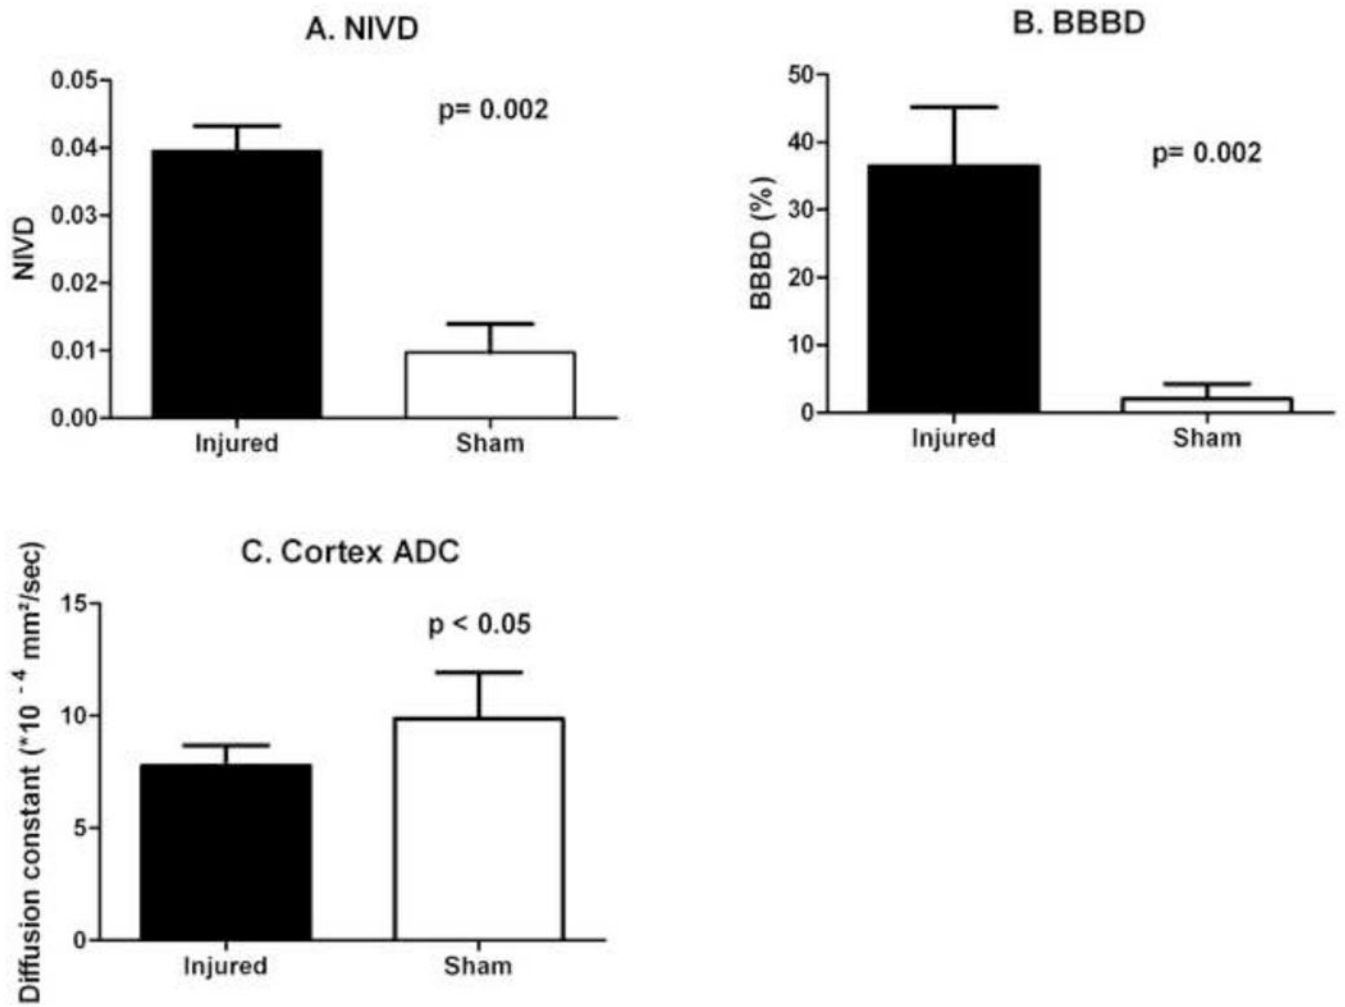 A. NIVD
0.05
0.04
0.03
0.02
0.01
0.00
NIVD
p= 0.002
Injured
Sham
B. BBBD
50
40
30
20
10
0
BBBD (%)
p= 0.002
Injured
Sham
C. Cortex ADC
15
10
5
0
Diffusion constant (*10⁻⁴ mm²/sec)
p < 0.05
Injured
Sham